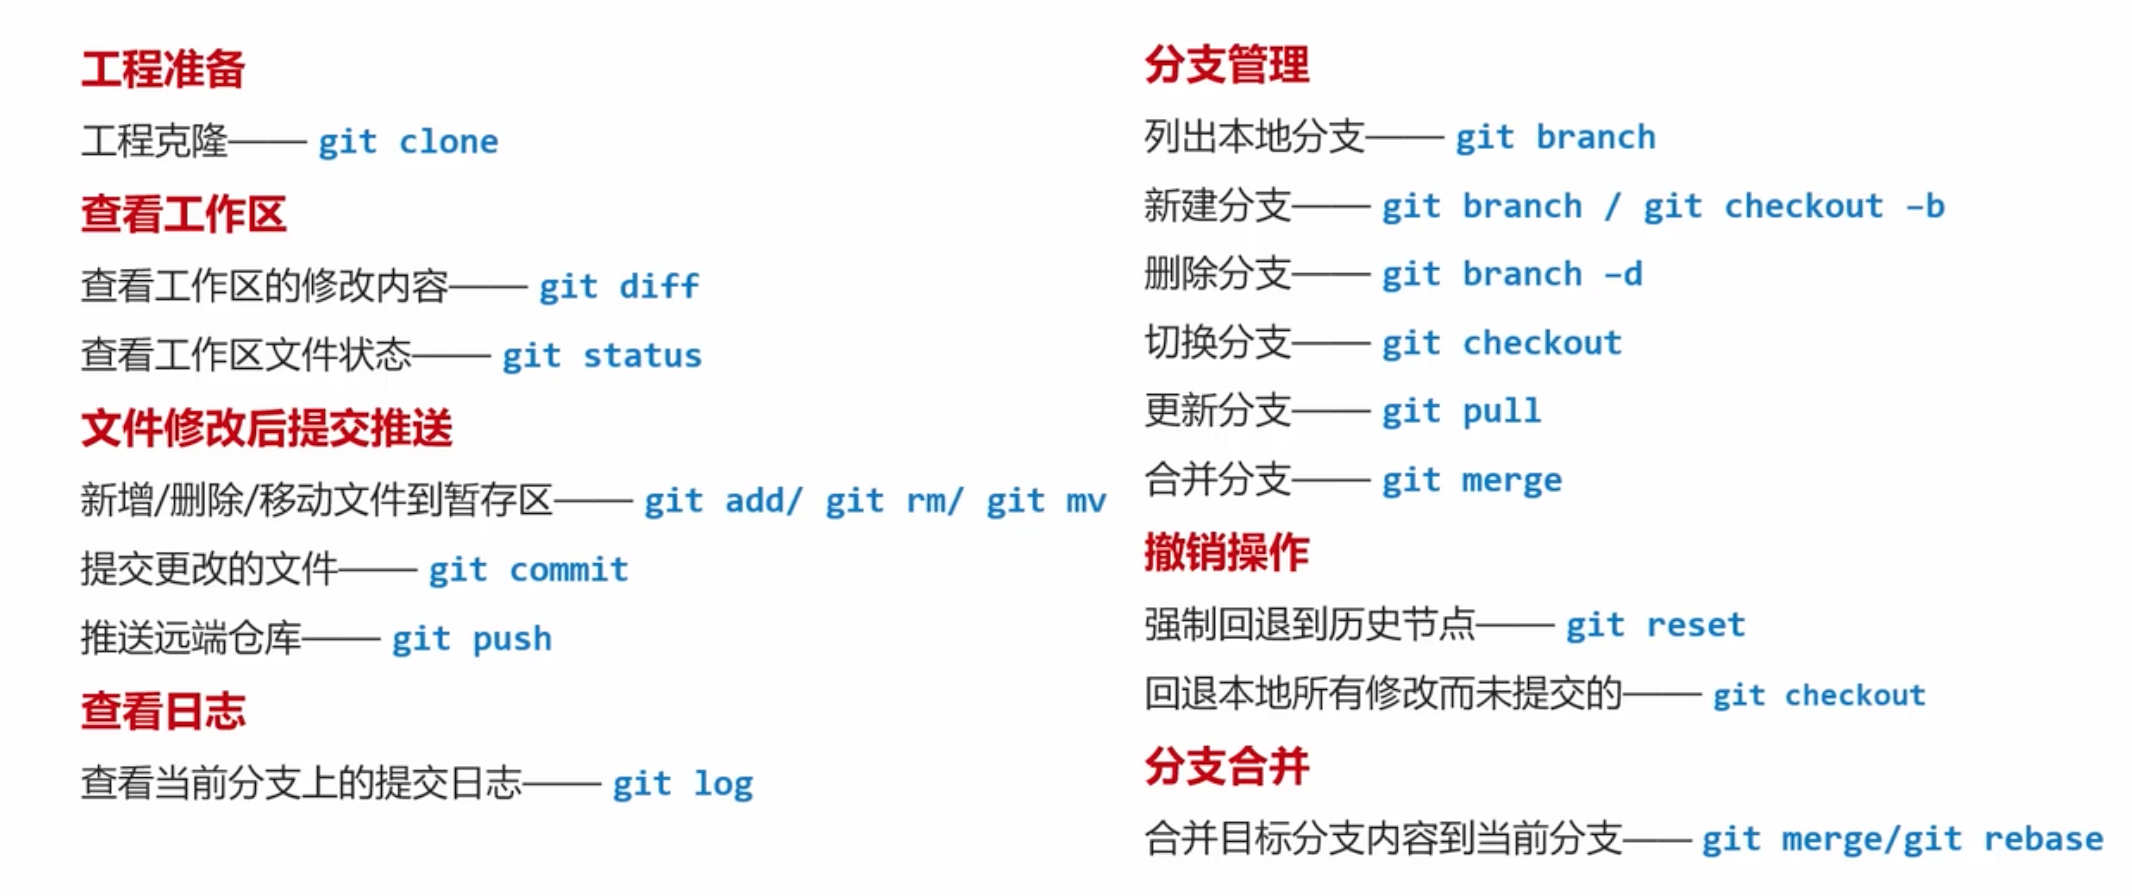 工程准备
工程克隆—— git clone
查看工作区
查看工作区的修改内容—— git diff
查看工作区文件状态—— git status
文件修改后提交推送
新增/删除/移动文件到暂存区—— git add/ git rm/ git mv
提交更改的文件—— git commit
推送远端仓库—— git push
查看日志
查看当前分支上的提交日志—— git log
分支管理
列出本地分支—— git branch
新建分支—— git branch / git checkout –b
删除分支—— git branch –d
切换分支—— git checkout
更新分支—— git pull
合并分支—— git merge
撤销操作
强制回退到历史节点—— git reset
回退本地所有修改而未提交的—— git checkout
分支合并
合并目标分支内容到当前分支—— git merge/git rebase